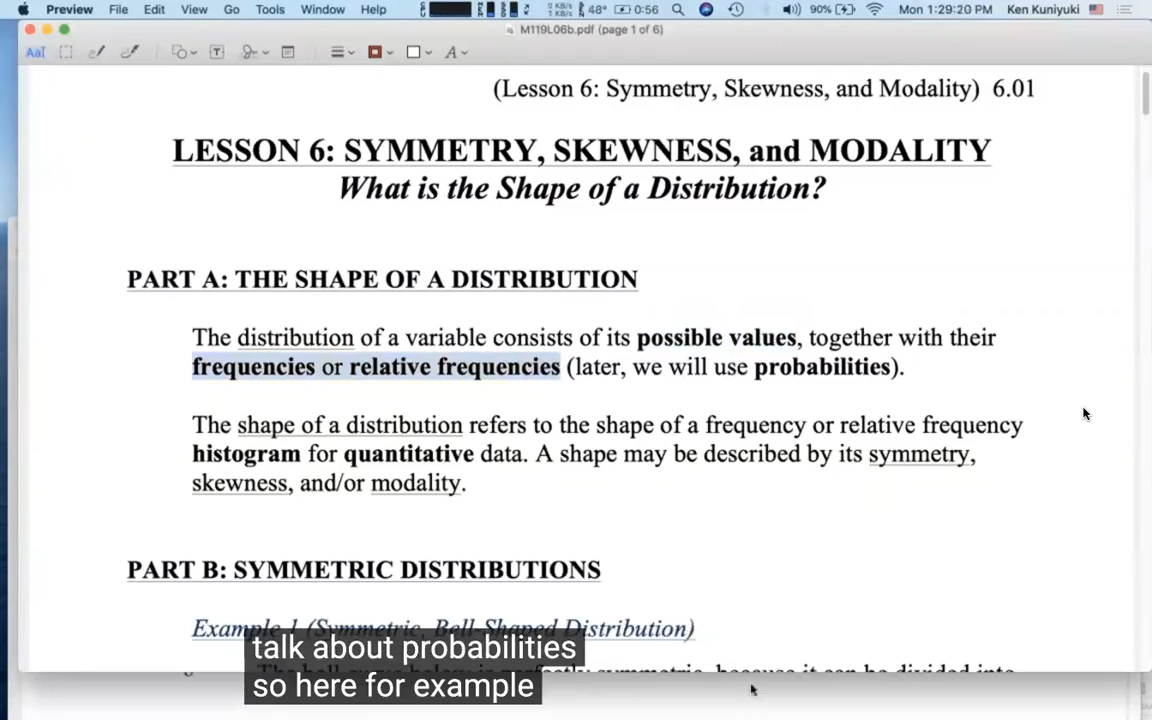 Preview File Edit View Go Tools Window Help 48° 0:56 90% Mon 1:29:20 PM Ken Kuniyuki
M119L06b.pdf (page 1 of 6)
(Lesson 6: Symmetry, Skewness, and Modality) 6.01
LESSON 6: SYMMETRY, SKEWNESS, and MODALITY
What is the Shape of a Distribution?
PART A: THE SHAPE OF A DISTRIBUTION
The distribution of a variable consists of its possible values, together with their
frequencies or relative frequencies (later, we will use probabilities).
The shape of a distribution refers to the shape of a frequency or relative frequency
histogram for quantitative data. A shape may be described by its symmetry,
skewness, and/or modality.
PART B: SYMMETRIC DISTRIBUTIONS
Example 1 (Symmetric, Bell-Shaped Distribution)
talk about probabilities
so here for example